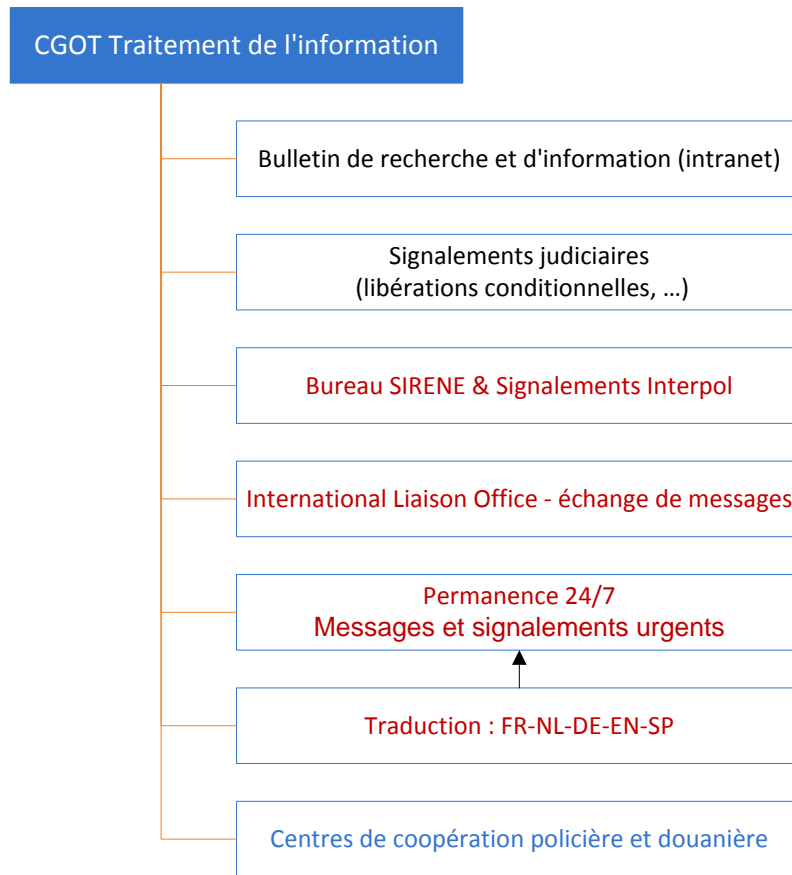 CGOT Traitement de l'information
Bulletin de recherche et d'information (intranet)
Signalements judiciaires
(libérations conditionnelles, …)
Bureau SIRENE & Signalements Interpol
International Liaison Office - échange de messages
Permanence 24/7
Messages et signalements urgents
Traduction : FR-NL-DE-EN-SP
Centres de coopération policière et douanière